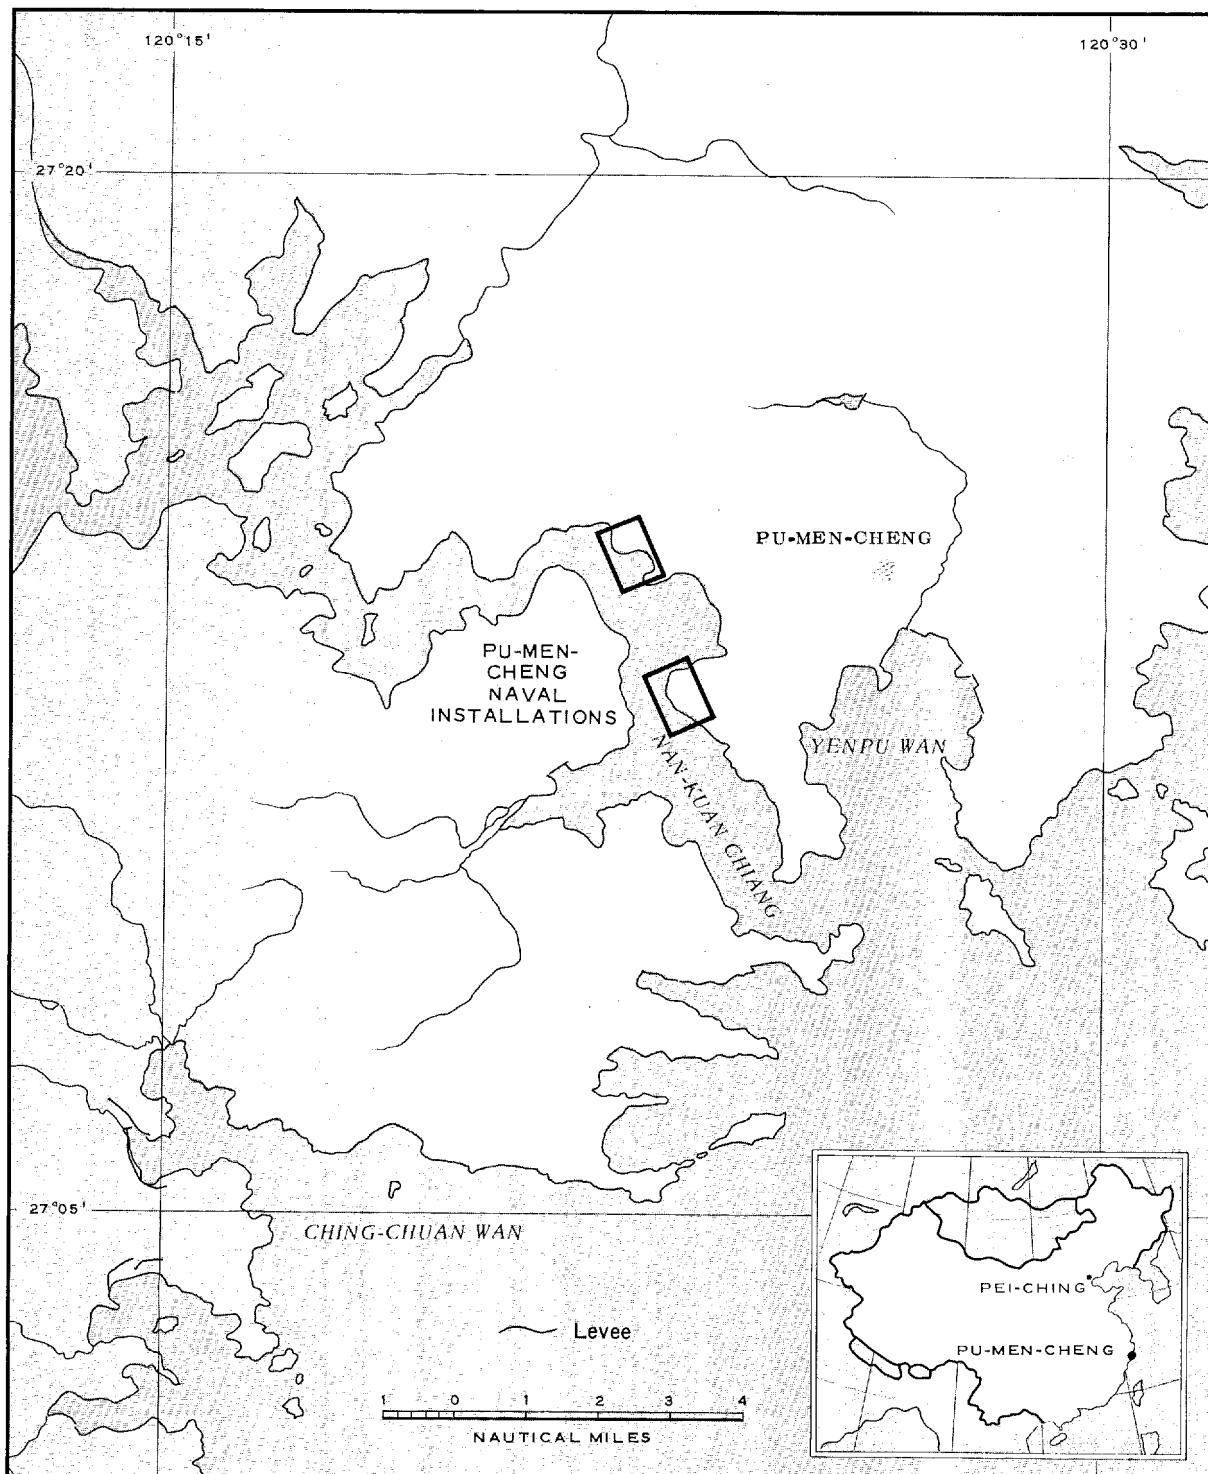 120°15'
120°30'
27°20'
PU-MEN-CHENG
PU-MEN-
CHENG
NAVAL
INSTALLATIONS
YENPU WAN
NAN-KUAN CHIANG
27°05'
CHING-CHUAN WAN
PEI-CHING
PU-MEN-CHENG
Levee
1 0 1 2 3 4
NAUTICAL MILES